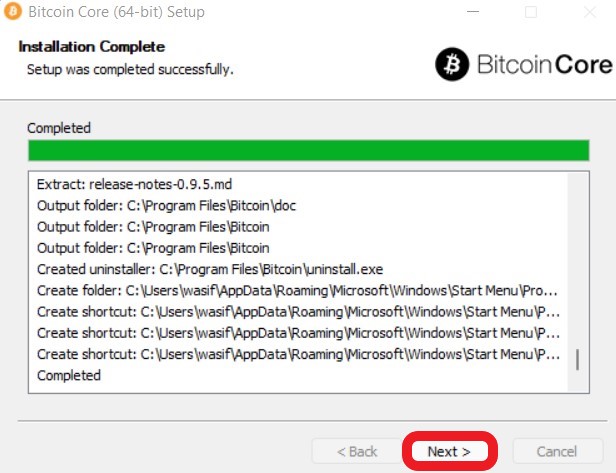 Bitcoin Core (64-bit) Setup
Installation Complete
Setup was completed successfully.
BitcoinCore
Completed
Extract: release-notes-0.9.5.md
Output folder: C:\Program Files\Bitcoin\doc
Output folder: C:\Program Files\Bitcoin
Output folder: C:\Program Files\Bitcoin
Created uninstaller: C:\Program Files\Bitcoin\uninstall.exe
Create folder: C:\Users\wasif\AppData\Roaming\Microsoft\Windows\Start Menu\Pro...
Create shortcut: C:\Users\wasif\AppData\Roaming\Microsoft\Windows\Start Menu\P...
Create shortcut: C:\Users\wasif\AppData\Roaming\Microsoft\Windows\Start Menu\P...
Create shortcut: C:\Users\wasif\AppData\Roaming\Microsoft\Windows\Start Menu\P...
Completed
< Back
Next >
Cancel